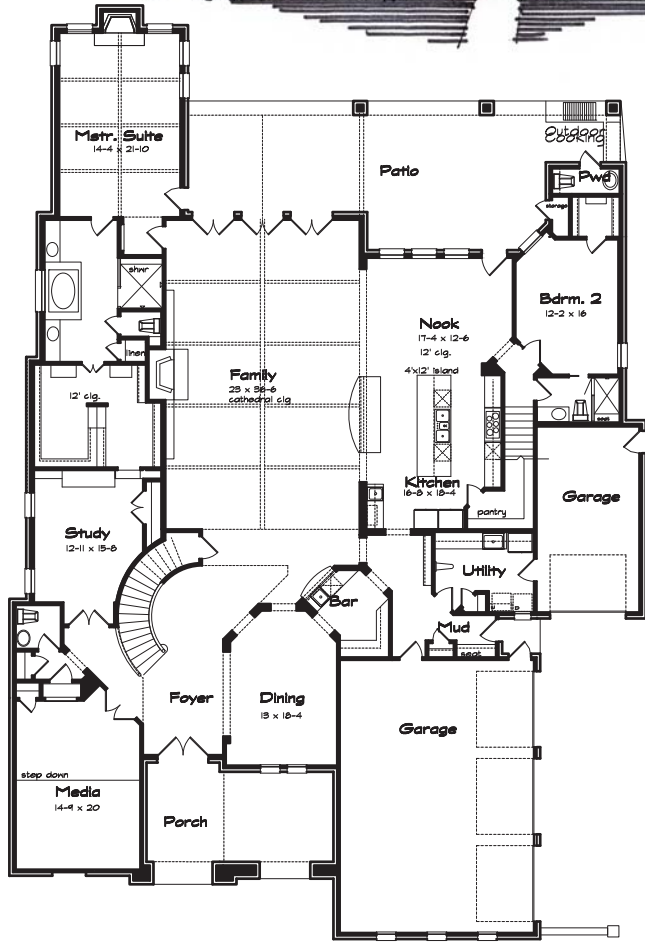 Mstr. Suite
14-4 x 21-10
Outdoor
Cooking
Patio
Pwd
storage
shwr
Bdrm. 2
12-2 x 16
Nook
17-4 x 12-6
12' clg.
4'x12' island
linen
Family
23 x 36-6
cathedral clg
12' clg.
seat
Kitchen
16-8 x 18-4
Garage
pantry
Study
12-11 x 15-8
Utility
Bar
Mud
seat
Foyer
Dining
13 x 18-4
Garage
step down
Media
14-9 x 20
Porch